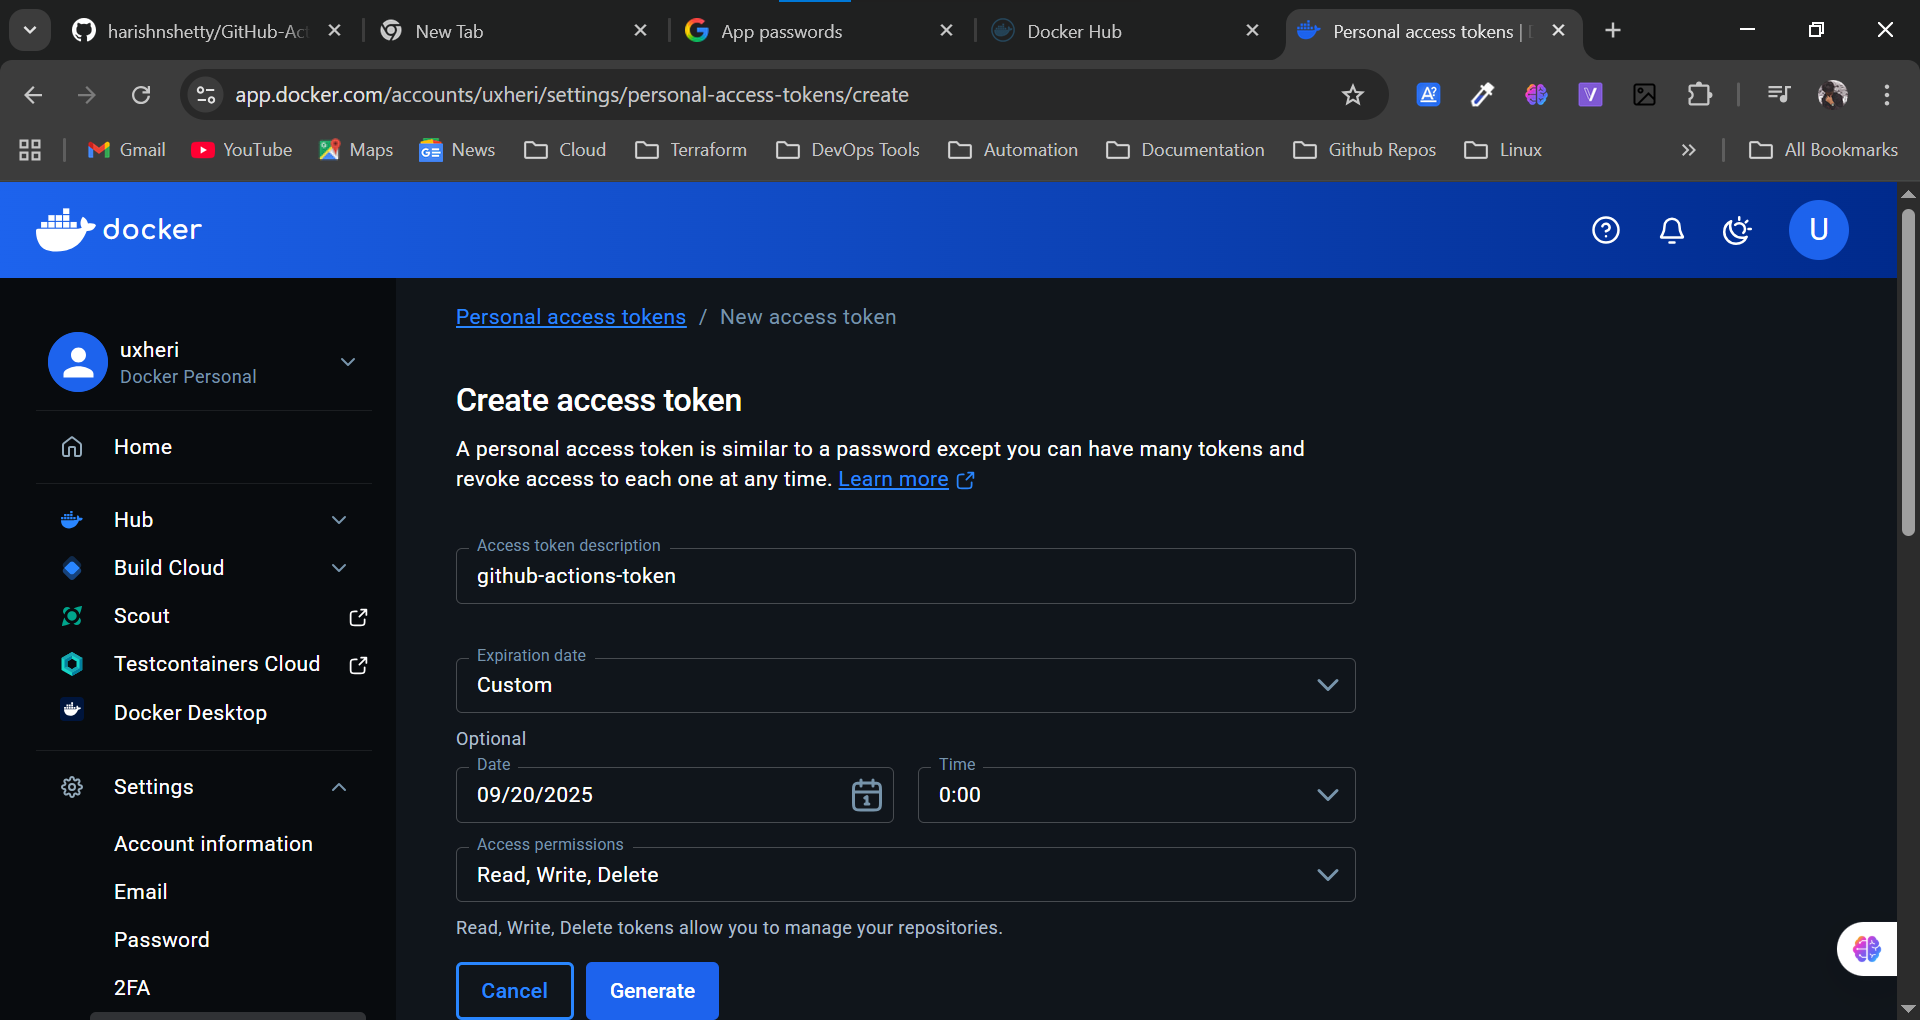 harishnshetty/GitHub-Act
New Tab
App passwords
Docker Hub
Personal access tokens |
app.docker.com/accounts/uxheri/settings/personal-access-tokens/create
Gmail
YouTube
Maps
News
Cloud
Terraform
DevOps Tools
Automation
Documentation
Github Repos
Linux
All Bookmarks
docker
U
uxheri
Docker Personal
Home
Hub
Build Cloud
Scout
Testcontainers Cloud
Docker Desktop
Settings
Account information
Email
Password
2FA
Personal access tokens / New access token
Create access token
A personal access token is similar to a password except you can have many tokens and
revoke access to each one at any time. Learn more
Access token description
github-actions-token
Expiration date
Custom
Optional
Date
09/20/2025
Time
0:00
Access permissions
Read, Write, Delete
Read, Write, Delete tokens allow you to manage your repositories.
Cancel
Generate